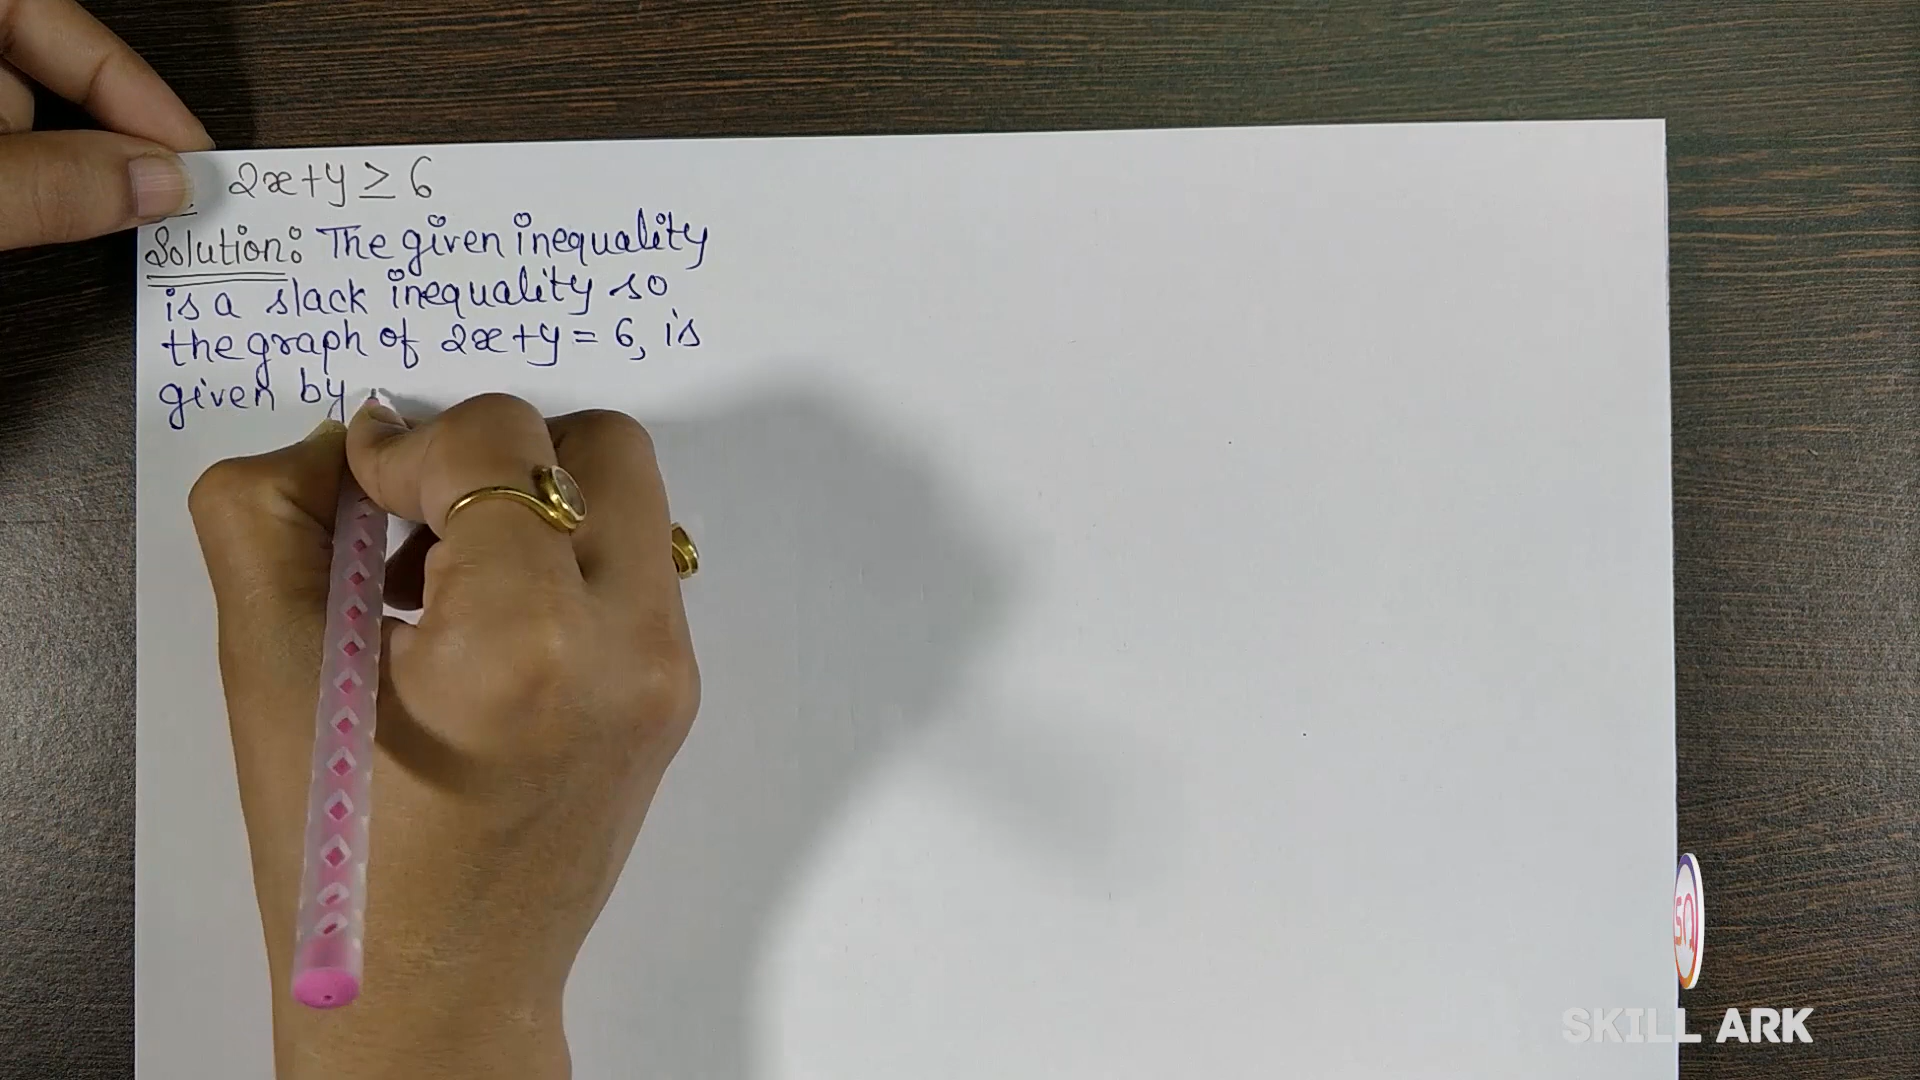 2x+y ≥ 6
Solution: The given inequality
is a slack inequality so
the graph of 2x+y = 6, is
given by
SKILL ARK